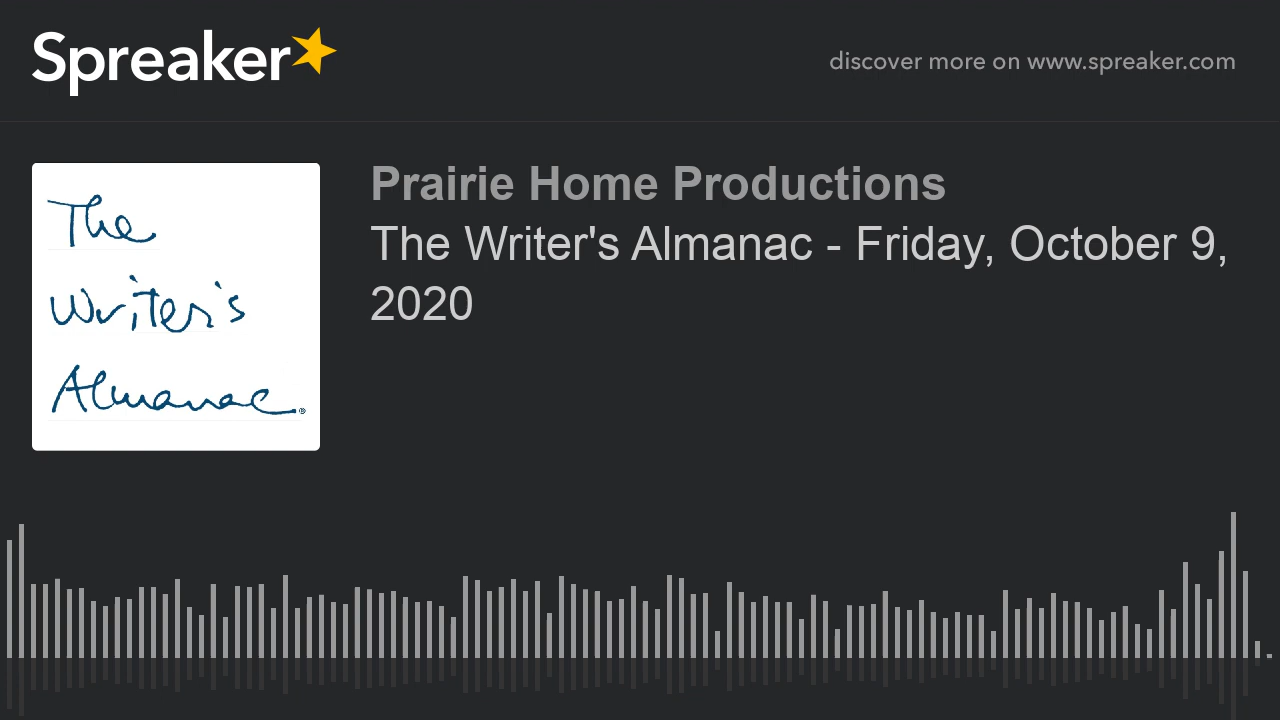 Spreaker
discover more on www.spreaker.com
The
Writer's
Almanac®
Prairie Home Productions
The Writer's Almanac - Friday, October 9,
2020